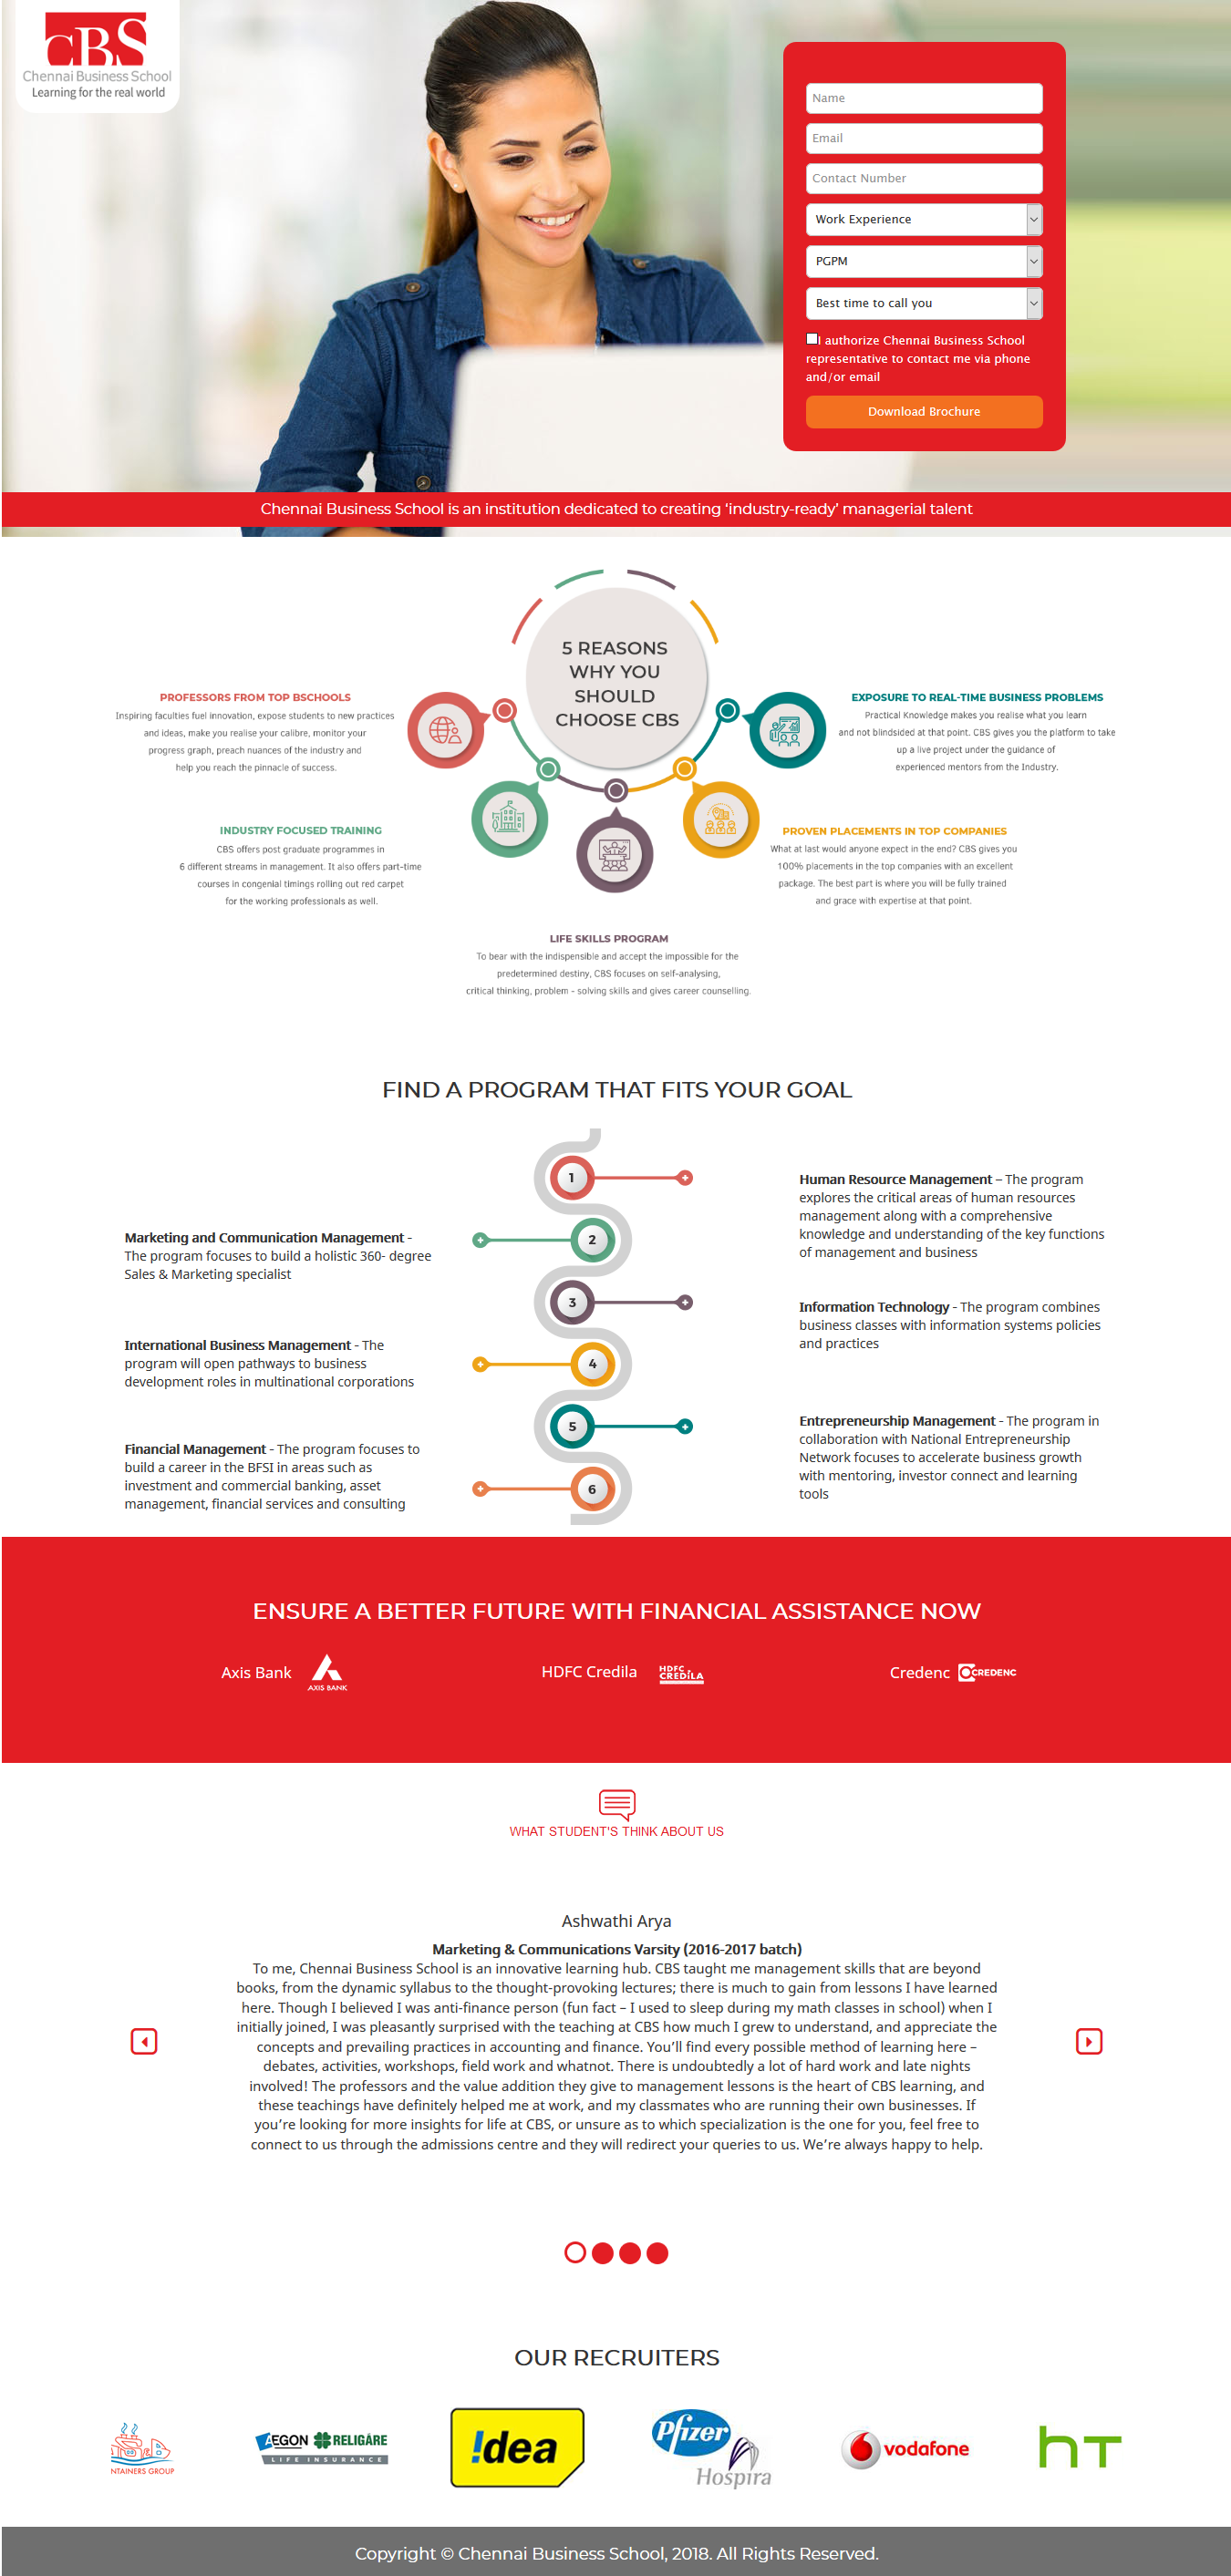 CBS
Chennai Business School
Learning for the real world
Name
Email
Contact Number
Work Experience
PGPM
Best time to call you
I authorize Chennai Business School
representative to contact me via phone
and/or email
Download Brochure
Chennai Business School is an institution dedicated to creating 'industry-ready' managerial talent
5 REASONS
WHY YOU
SHOULD
CHOOSE CBS
PROFESSORS FROM TOP BSCHOOLS
Inspiring faculties fuel innovation, expose students to new practices
and ideas, make you realise your calibre, monitor your
progress graph, preach nuances of the industry and
help you reach the pinnacle of success.
EXPOSURE TO REAL-TIME BUSINESS PROBLEMS
Practical Knowledge makes you realise what you learn
and not blindsided at that point. CBS gives you the platform to take
up a live project under the guidance of
experienced mentors from the Industry.
INDUSTRY FOCUSED TRAINING
CBS offers post graduate programmes in
6 different streams in management. It also offers part-time
courses in congenial timings rolling out red carpet
for the working professionals as well.
PROVEN PLACEMENTS IN TOP COMPANIES
What at last would anyone expect in the end? CBS gives you
100% placements in the top companies with an excellent
package. The best part is where you will be fully trained
and grace with expertise at that point.
LIFE SKILLS PROGRAM
To bear with the indispensible and accept the impossible for the
predetermined destiny, CBS focuses on self-analysing,
critical thinking, problem - solving skills and gives career counselling.
FIND A PROGRAM THAT FITS YOUR GOAL
1
Human Resource Management – The program
explores the critical areas of human resources
management along with a comprehensive
knowledge and understanding of the key functions
of management and business
2
Marketing and Communication Management -
The program focuses to build a holistic 360- degree
Sales & Marketing specialist
3
Information Technology - The program combines
business classes with information systems policies
and practices
4
International Business Management - The
program will open pathways to business
development roles in multinational corporations
5
Entrepreneurship Management - The program in
collaboration with National Entrepreneurship
Network focuses to accelerate business growth
with mentoring, investor connect and learning
tools
6
Financial Management - The program focuses to
build a career in the BFSI in areas such as
investment and commercial banking, asset
management, financial services and consulting
ENSURE A BETTER FUTURE WITH FINANCIAL ASSISTANCE NOW
Axis Bank
AXIS BANK
HDFC Credila
HDFC
CREDILA
Credenc
CREDENC
WHAT STUDENT'S THINK ABOUT US
Ashwathi Arya
Marketing & Communications Varsity (2016-2017 batch)
To me, Chennai Business School is an innovative learning hub. CBS taught me management skills that are beyond
books, from the dynamic syllabus to the thought-provoking lectures; there is much to gain from lessons I have learned
here. Though I believed I was anti-finance person (fun fact – I used to sleep during my math classes in school) when I
initially joined, I was pleasantly surprised with the teaching at CBS how much I grew to understand, and appreciate the
concepts and prevailing practices in accounting and finance. You'll find every possible method of learning here –
debates, activities, workshops, field work and whatnot. There is undoubtedly a lot of hard work and late nights
involved! The professors and the value addition they give to management lessons is the heart of CBS learning, and
these teachings have definitely helped me at work, and my classmates who are running their own businesses. If
you're looking for more insights for life at CBS, or unsure as to which specialization is the one for you, feel free to
connect to us through the admissions centre and they will redirect your queries to us. We're always happy to help.
OUR RECRUITERS
NTAINERS GROUP
AEGON RELIGARE
LIFE INSURANCE
!dea
Pfizer
Hospira
vodafone
hT
Copyright © Chennai Business School, 2018. All Rights Reserved.